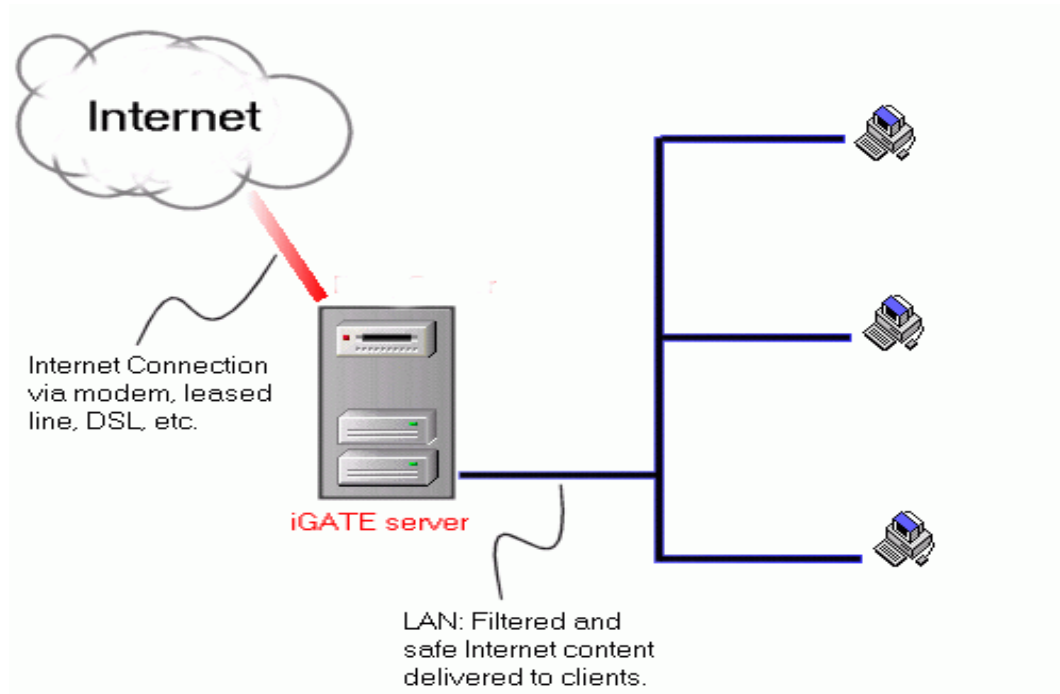 Internet
Internet Connection
via modem, leased
line, DSL, etc.
iGATE server
LAN: Filtered and
safe Internet content
delivered to clients.